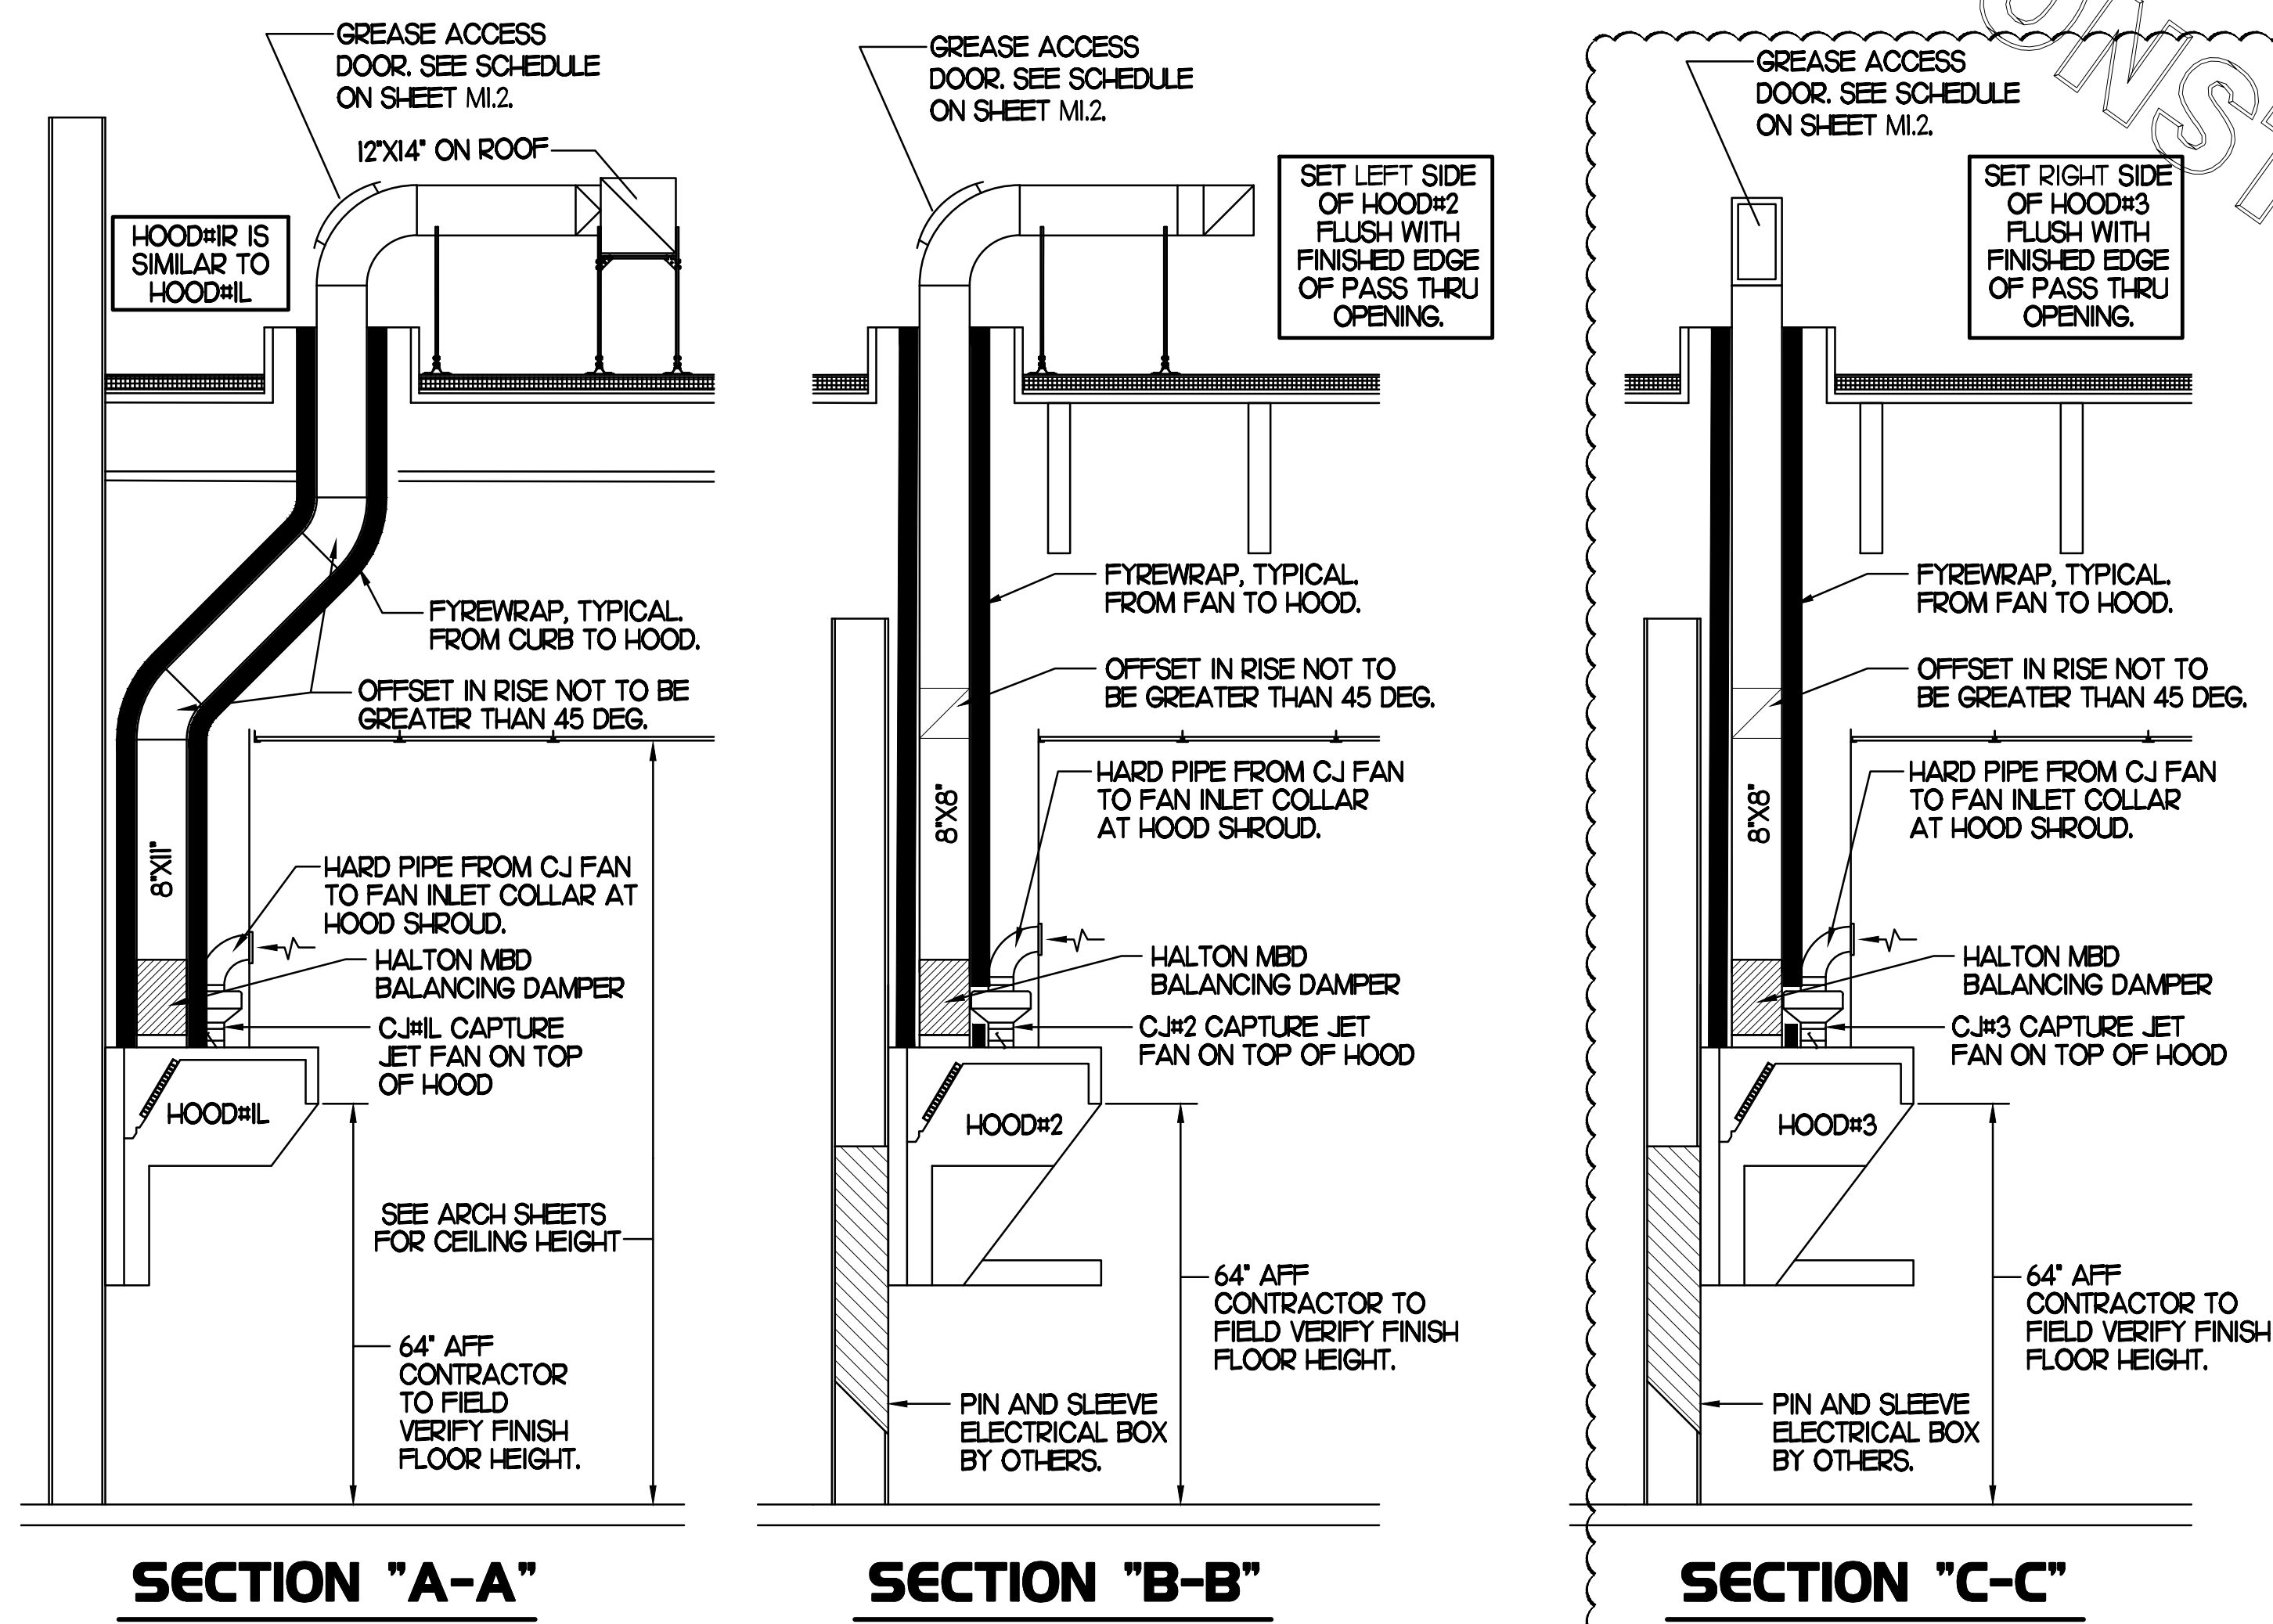 GREASE ACCESS
DOOR. SEE SCHEDULE
ON SHEET M1.2.
12"X14" ON ROOF
HOOD#1R IS
SIMILAR TO
HOOD#1L
FYREWRAP, TYPICAL.
FROM CURB TO HOOD.
OFFSET IN RISE NOT TO BE
GREATER THAN 45 DEG.
8"X11"
HARD PIPE FROM CJ FAN
TO FAN INLET COLLAR AT
HOOD SHROUD.
HALTON MBD
BALANCING DAMPER
CJ#1L CAPTURE
JET FAN ON TOP
OF HOOD
HOOD#1L
SEE ARCH SHEETS
FOR CEILING HEIGHT
64" AFF
CONTRACTOR
TO FIELD
VERIFY FINISH
FLOOR HEIGHT.
SECTION "A-A"
GREASE ACCESS
DOOR. SEE SCHEDULE
ON SHEET M1.2.
SET LEFT SIDE
OF HOOD#2
FLUSH WITH
FINISHED EDGE
OF PASS THRU
OPENING.
FYREWRAP, TYPICAL.
FROM FAN TO HOOD.
OFFSET IN RISE NOT TO
BE GREATER THAN 45 DEG.
8"X8"
HARD PIPE FROM CJ FAN
TO FAN INLET COLLAR
AT HOOD SHROUD.
HALTON MBD
BALANCING DAMPER
CJ#2 CAPTURE JET
FAN ON TOP OF HOOD
HOOD#2
64" AFF
CONTRACTOR TO
FIELD VERIFY FINISH
FLOOR HEIGHT.
PIN AND SLEEVE
ELECTRICAL BOX
BY OTHERS.
SECTION "B-B"
GREASE ACCESS
DOOR. SEE SCHEDULE
ON SHEET M1.2.
SET RIGHT SIDE
OF HOOD#3
FLUSH WITH
FINISHED EDGE
OF PASS THRU
OPENING.
FYREWRAP, TYPICAL.
FROM FAN TO HOOD.
OFFSET IN RISE NOT TO
BE GREATER THAN 45 DEG.
8"X8"
HARD PIPE FROM CJ FAN
TO FAN INLET COLLAR
AT HOOD SHROUD.
HALTON MBD
BALANCING DAMPER
CJ#3 CAPTURE JET
FAN ON TOP OF HOOD
HOOD#3
64" AFF
CONTRACTOR TO
FIELD VERIFY FINISH
FLOOR HEIGHT.
PIN AND SLEEVE
ELECTRICAL BOX
BY OTHERS.
SECTION "C-C"